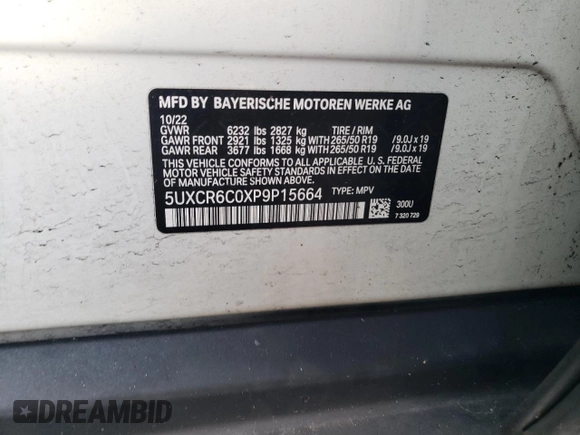 MFD BY BAYERISCHE MOTOREN WERKE AG
10/22
GVWR 6232 lbs 2827 kg TIRE / RIM
GAWR FRONT 2921 lbs 1325 kg WITH 265/50 R19 / 9.0J x 19
GAWR REAR 3677 lbs 1668 kg WITH 265/50 R19 / 9.0J x 19
THIS VEHICLE CONFORMS TO ALL APPLICABLE U. S. FEDERAL
MOTOR VEHICLE SAFETY STANDARDS IN EFFECT ON THE DATE
OF MANUFACTURE SHOWN ABOVE.
5UXCR6C0XP9P15664 TYPE: MPV
300U
7 320 729
DREAMBID